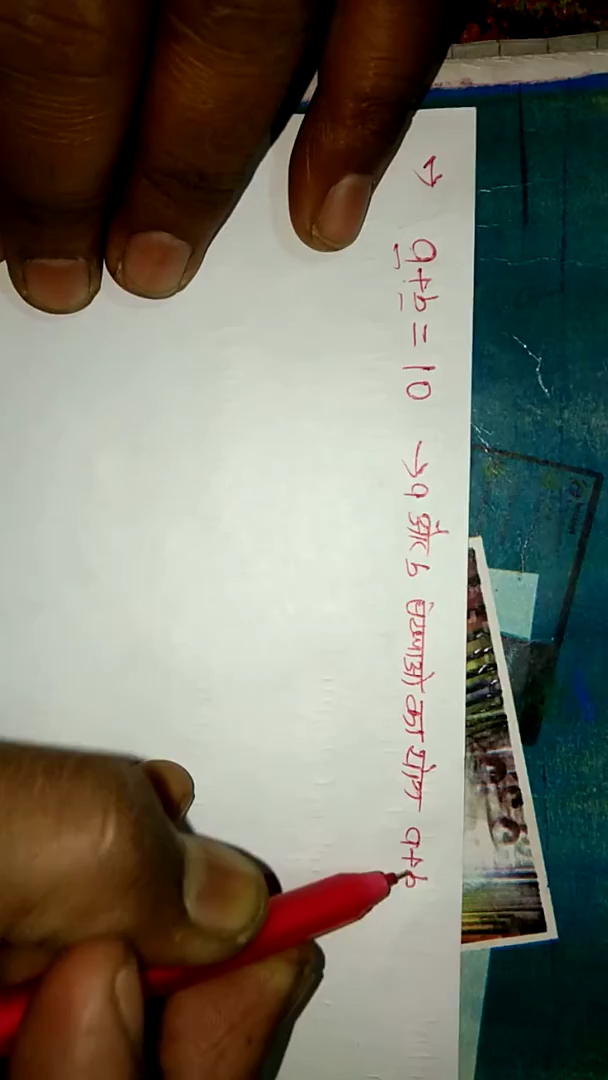 → a+b = 10 → a और b संख्याओं का योग a+b